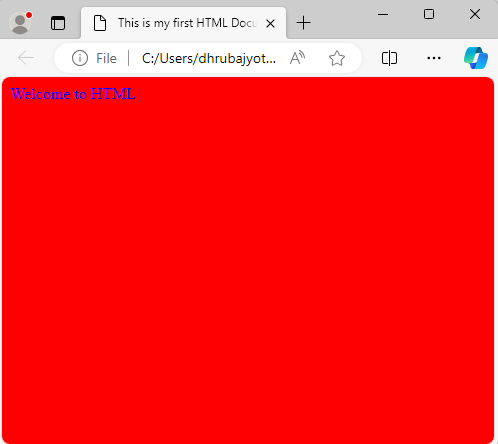 This is my first HTML Docu
File
C:/Users/dhrubajyot...
Welcome to HTML